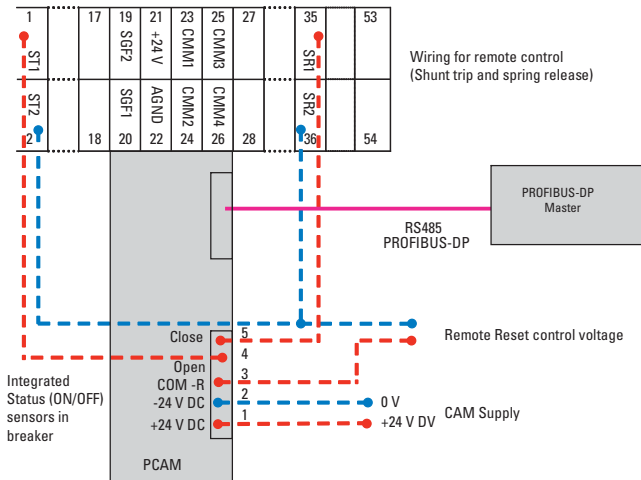 1 17 19 21 23 25 27 35 53
ST1 SGF2 +24 V CMM1 CMM3 SR1
ST2 SGF1 AGND CMM2 CMM4 SR2
2 18 20 22 24 26 28 36 54
Wiring for remote control
(Shunt trip and spring release)
PROFIBUS-DP
Master
RS485
PROFIBUS-DP
Close 5
4
Open
COM -R 3
-24 V DC 2
+24 V DC 1
Remote Reset control voltage
0 V
+24 V DV
CAM Supply
Integrated
Status (ON/OFF)
sensors in
breaker
PCAM